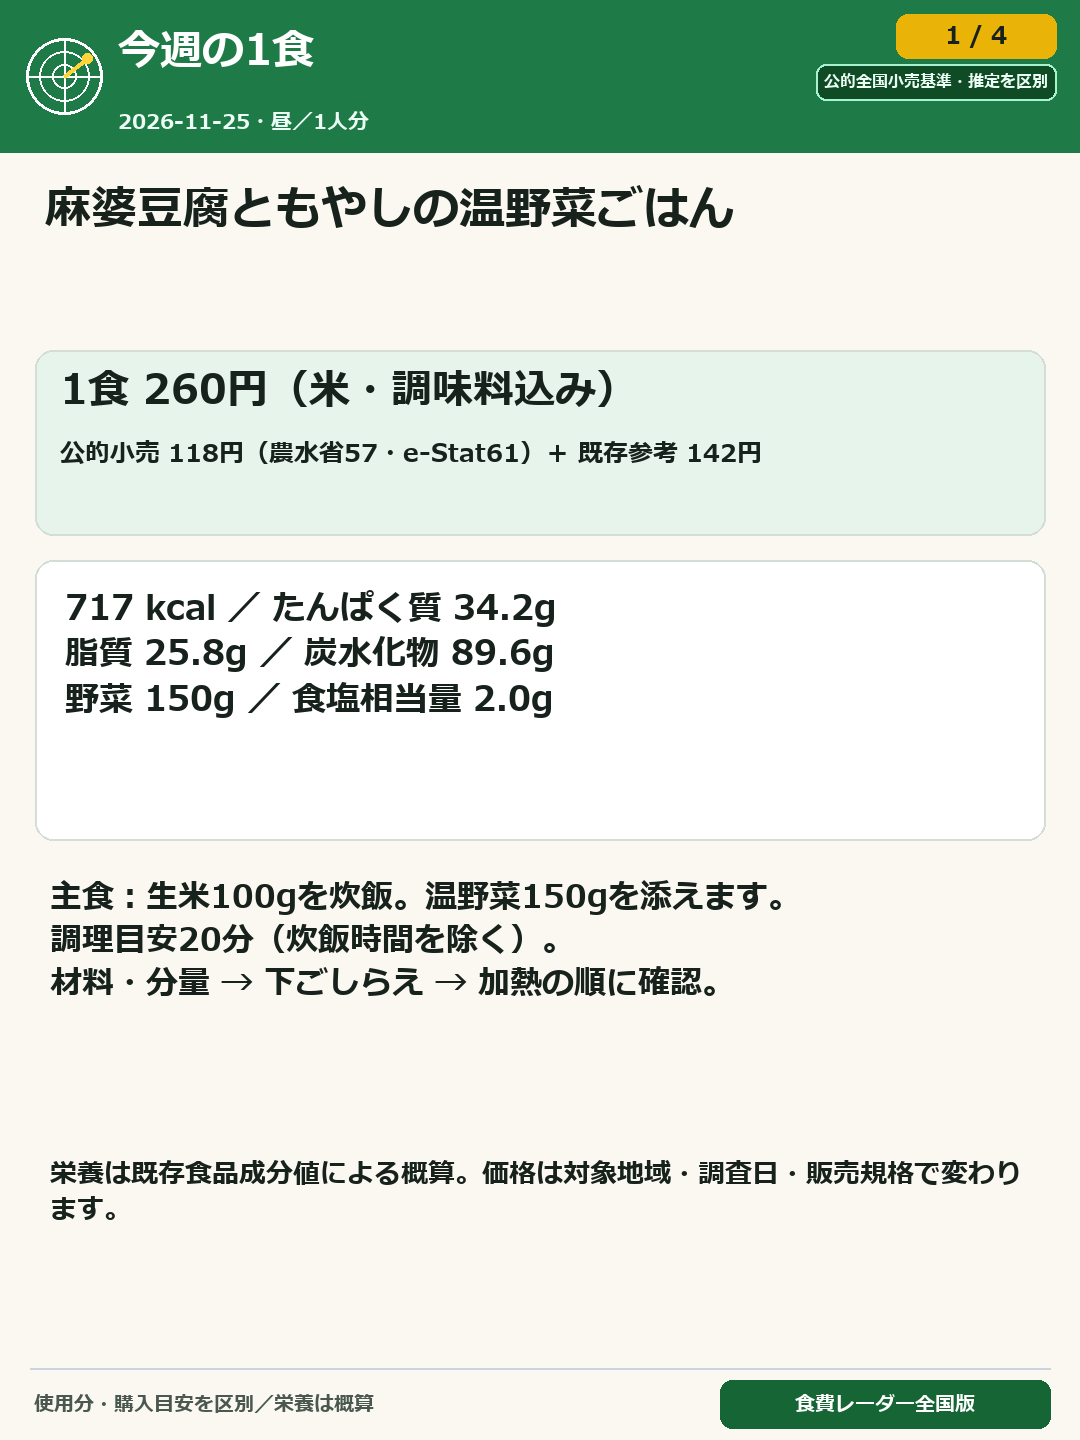 今週の1食
1 / 4
公的全国小売基準・推定を区別
2026-11-25・昼／1人分
麻婆豆腐ともやしの温野菜ごはん
1食 260円（米・調味料込み）
公的小売 118円（農水省57・e-Stat61）＋ 既存参考 142円
717 kcal ／ たんぱく質 34.2g
脂質 25.8g ／ 炭水化物 89.6g
野菜 150g ／ 食塩相当量 2.0g
主食：生米100gを炊飯。温野菜150gを添えます。
調理目安20分（炊飯時間を除く）。
材料・分量 → 下ごしらえ → 加熱の順に確認。
栄養は既存食品成分値による概算。価格は対象地域・調査日・販売規格で変わり
ます。
使用分・購入目安を区別／栄養は概算
食費レーダー全国版